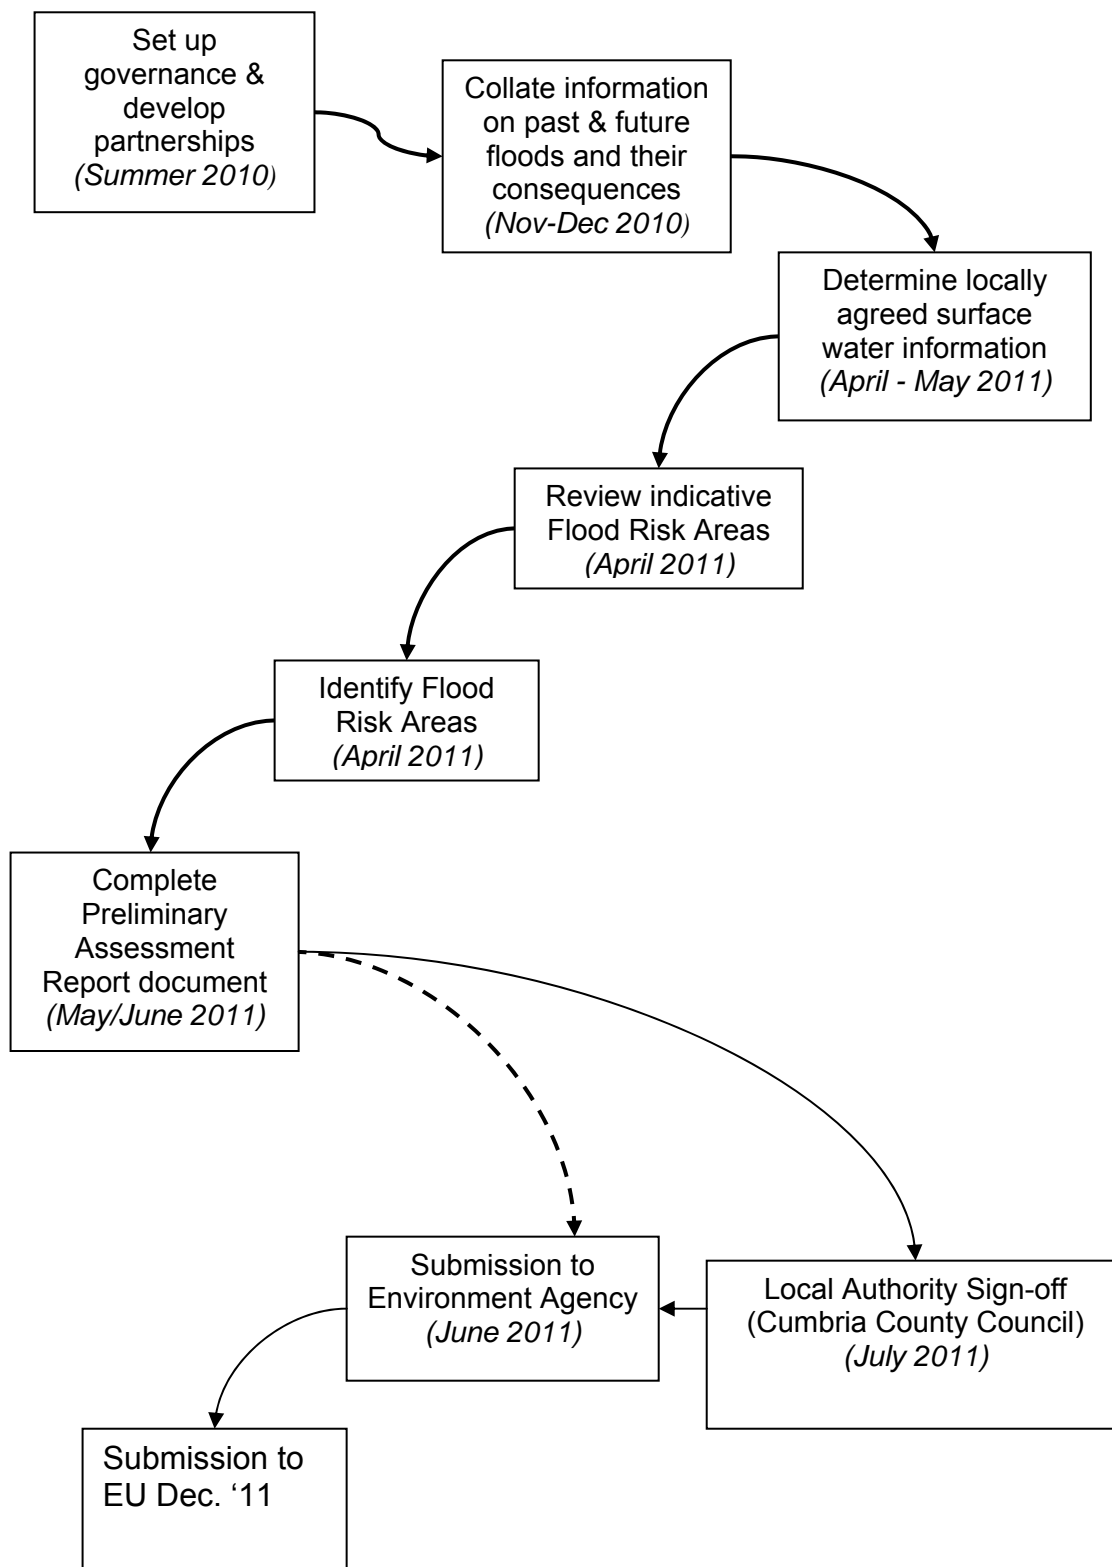 Set up
governance &
develop
partnerships
(Summer 2010)
Collate information
on past & future
floods and their
consequences
(Nov-Dec 2010)
Determine locally
agreed surface
water information
(April - May 2011)
Review indicative
Flood Risk Areas
(April 2011)
Identify Flood
Risk Areas
(April 2011)
Complete
Preliminary
Assessment
Report document
(May/June 2011)
Submission to
Environment Agency
(June 2011)
Local Authority Sign-off
(Cumbria County Council)
(July 2011)
Submission to
EU Dec. ‘11